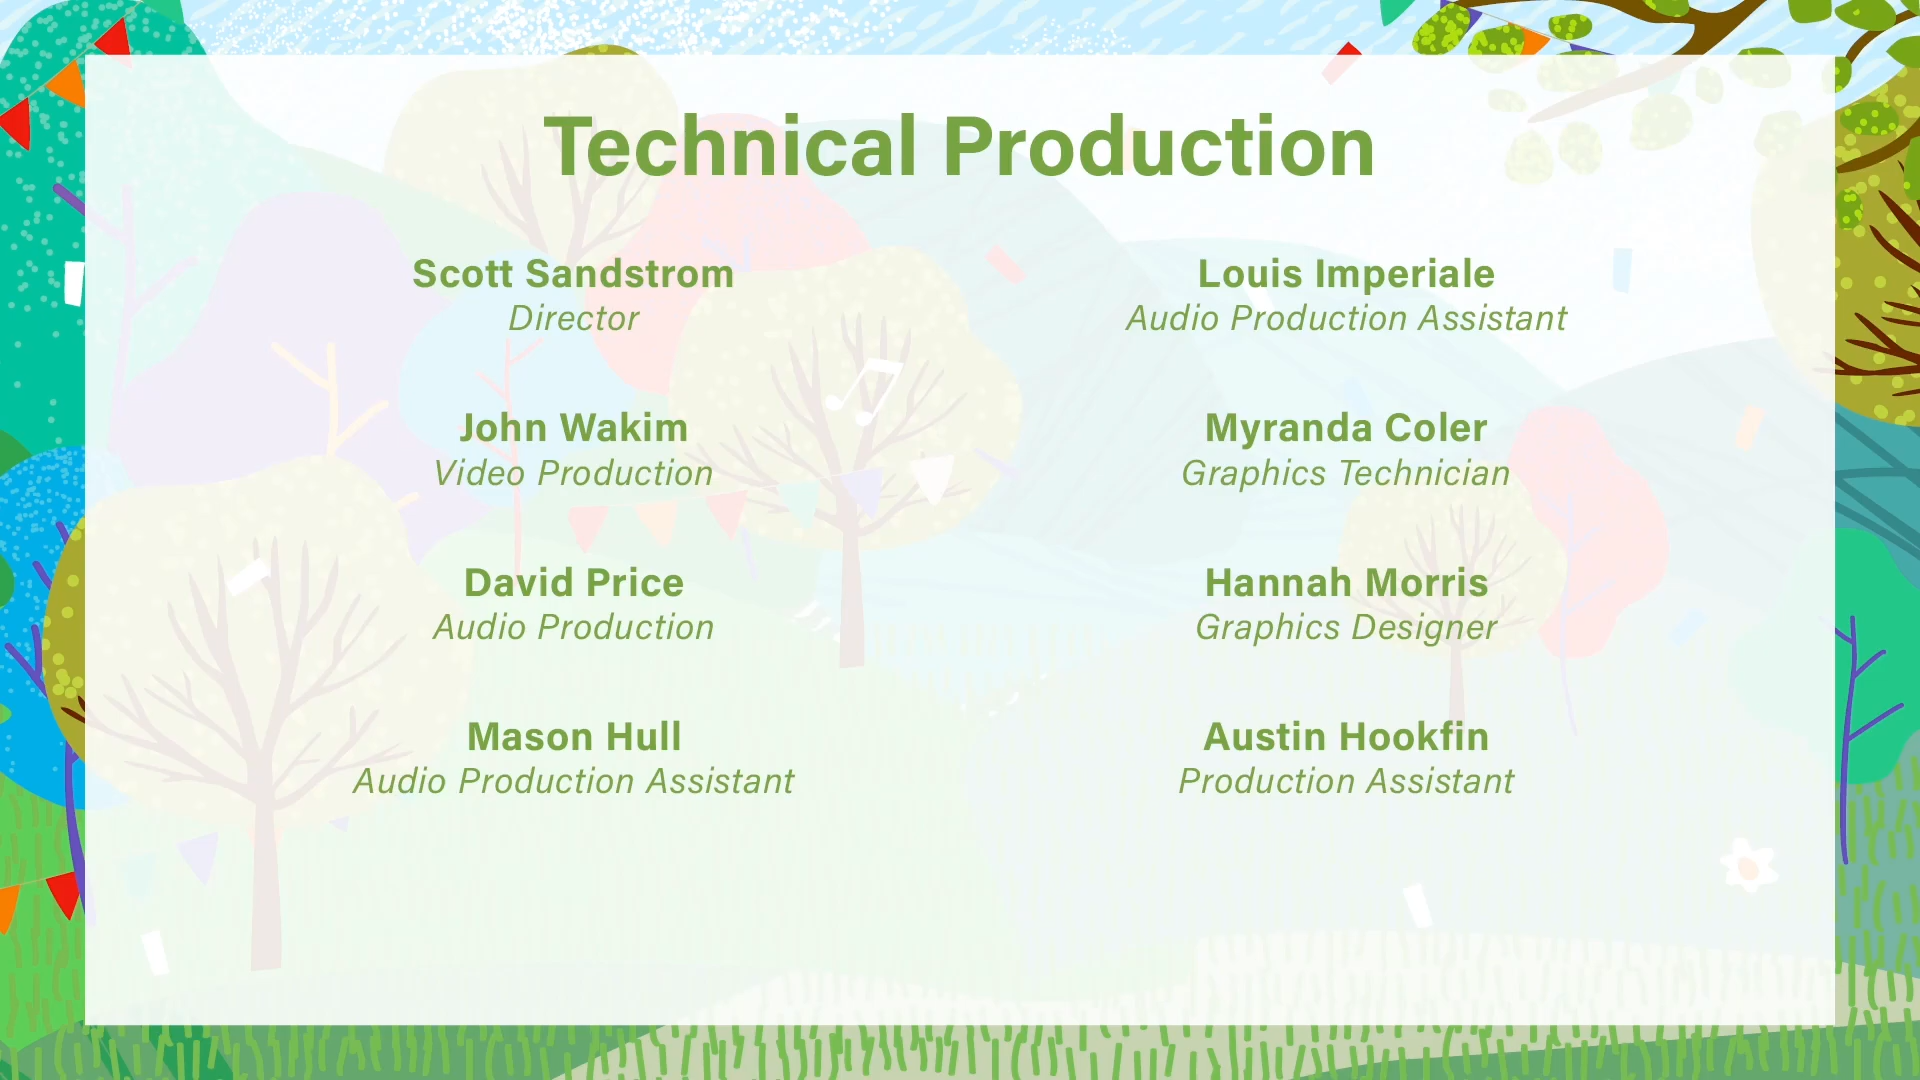 Technical Production
Scott Sandstrom
Director
John Wakim
Video Production
David Price
Audio Production
Mason Hull
Audio Production Assistant
Louis Imperiale
Audio Production Assistant
Myranda Coler
Graphics Technician
Hannah Morris
Graphics Designer
Austin Hookfin
Production Assistant